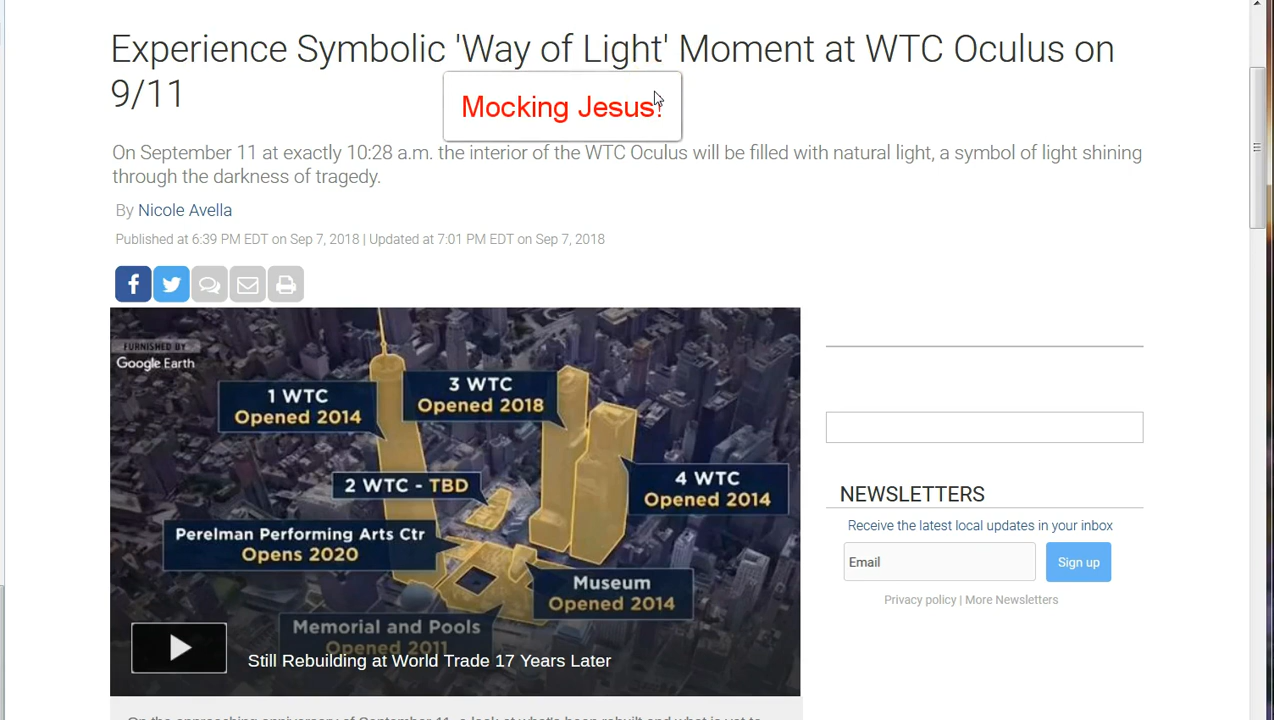 Experience Symbolic 'Way of Light' Moment at WTC Oculus on
9/11
Mocking Jesus!
On September 11 at exactly 10:28 a.m. the interior of the WTC Oculus will be filled with natural light, a symbol of light shining
through the darkness of tragedy.
By Nicole Avella
Published at 6:39 PM EDT on Sep 7, 2018 | Updated at 7:01 PM EDT on Sep 7, 2018
FURNISHED BY
Google Earth
1 WTC
Opened 2014
3 WTC
Opened 2018
2 WTC - TBD
4 WTC
Opened 2014
Perelman Performing Arts Ctr
Opens 2020
Museum
Opened 2014
Memorial and Pools
Opened 2011
Still Rebuilding at World Trade 17 Years Later
NEWSLETTERS
Receive the latest local updates in your inbox
Email
Sign up
Privacy policy | More Newsletters